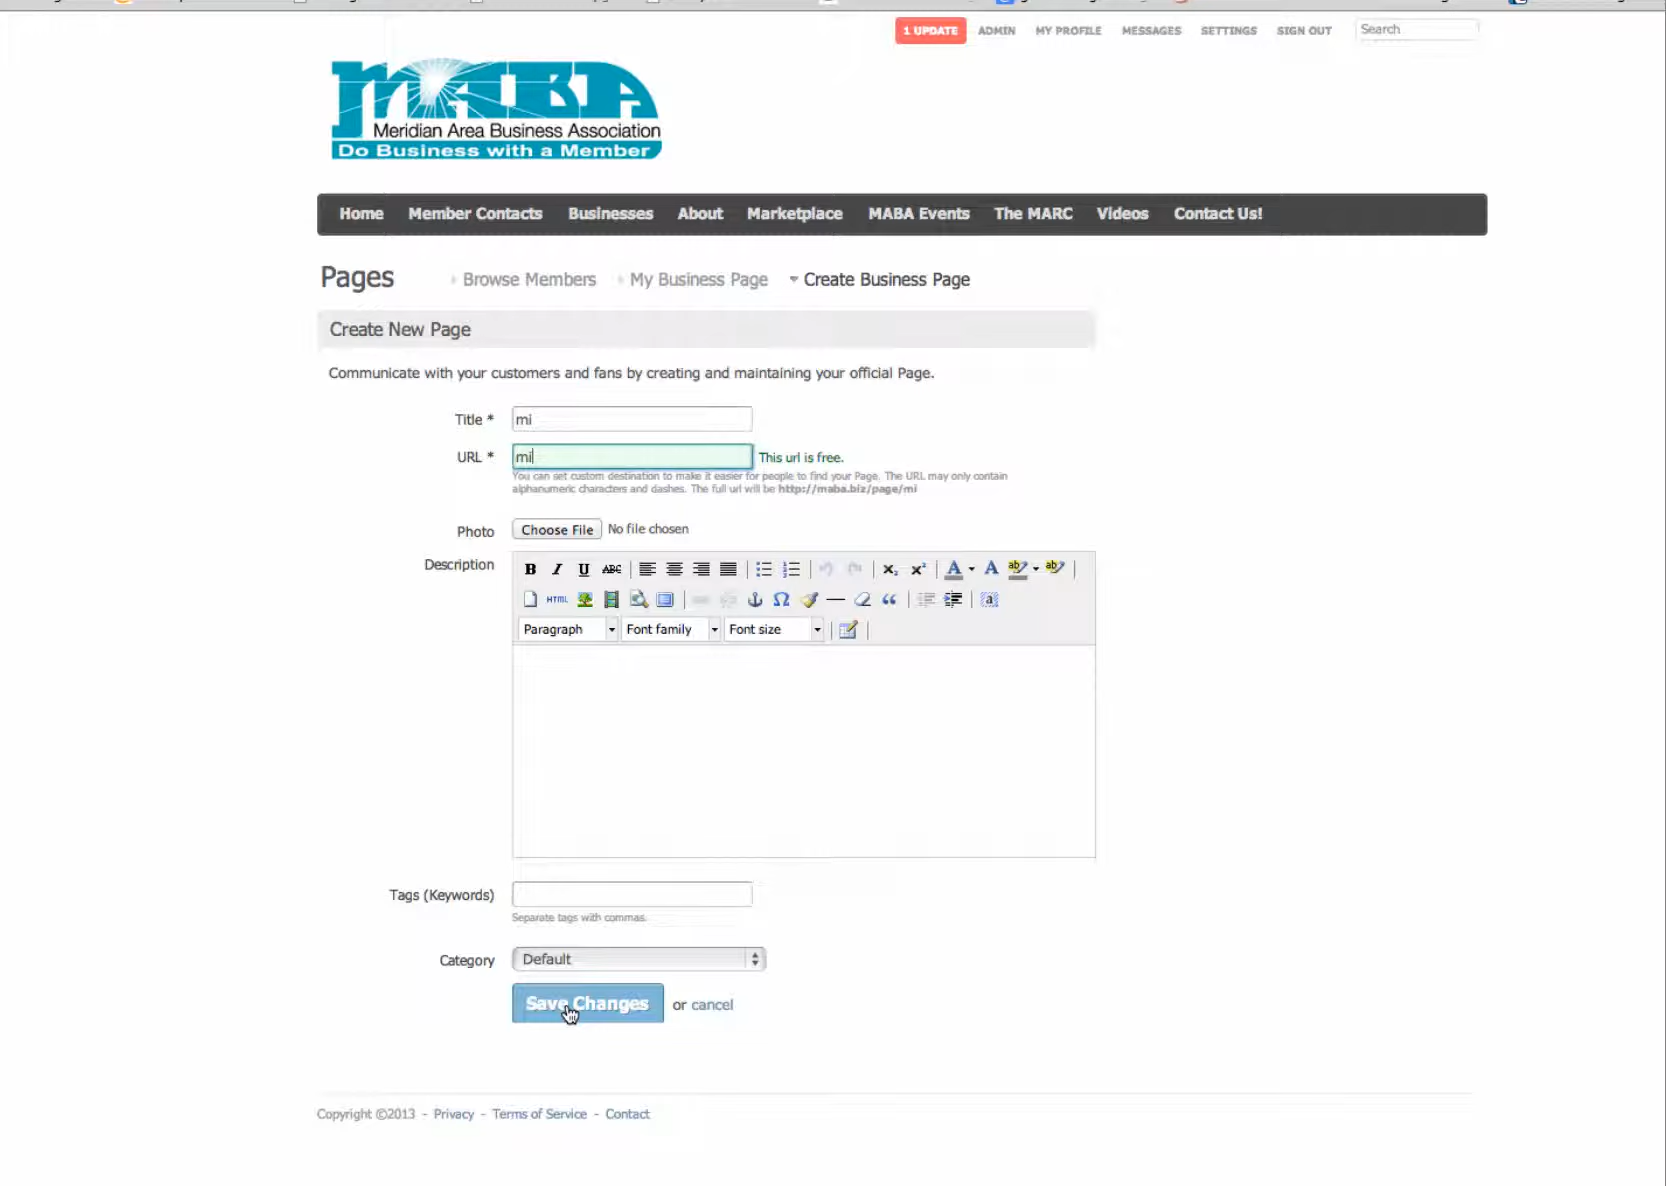 1 UPDATE ADMIN MY PROFILE MESSAGES SETTINGS SIGN OUT Search
MABA
Meridian Area Business Association
Do Business with a Member
Home Member Contacts Businesses About Marketplace MABA Events The MARC Videos Contact Us!
Pages Browse Members My Business Page Create Business Page
Create New Page
Communicate with your customers and fans by creating and maintaining your official Page.
Title * mi
URL * mi This url is free.
You can set custom destination to make it easier for people to find your Page. The URL may only contain
alphanumeric characters and dashes. The full url will be http://maba.biz/page/mi
Photo Choose File No file chosen
Description B I U ABC x₂ x² A A ab ab
HTML Ω “ a
Paragraph Font family Font size
Tags (Keywords)
Separate tags with commas.
Category Default
Save Changes or cancel
Copyright ©2013 - Privacy - Terms of Service - Contact